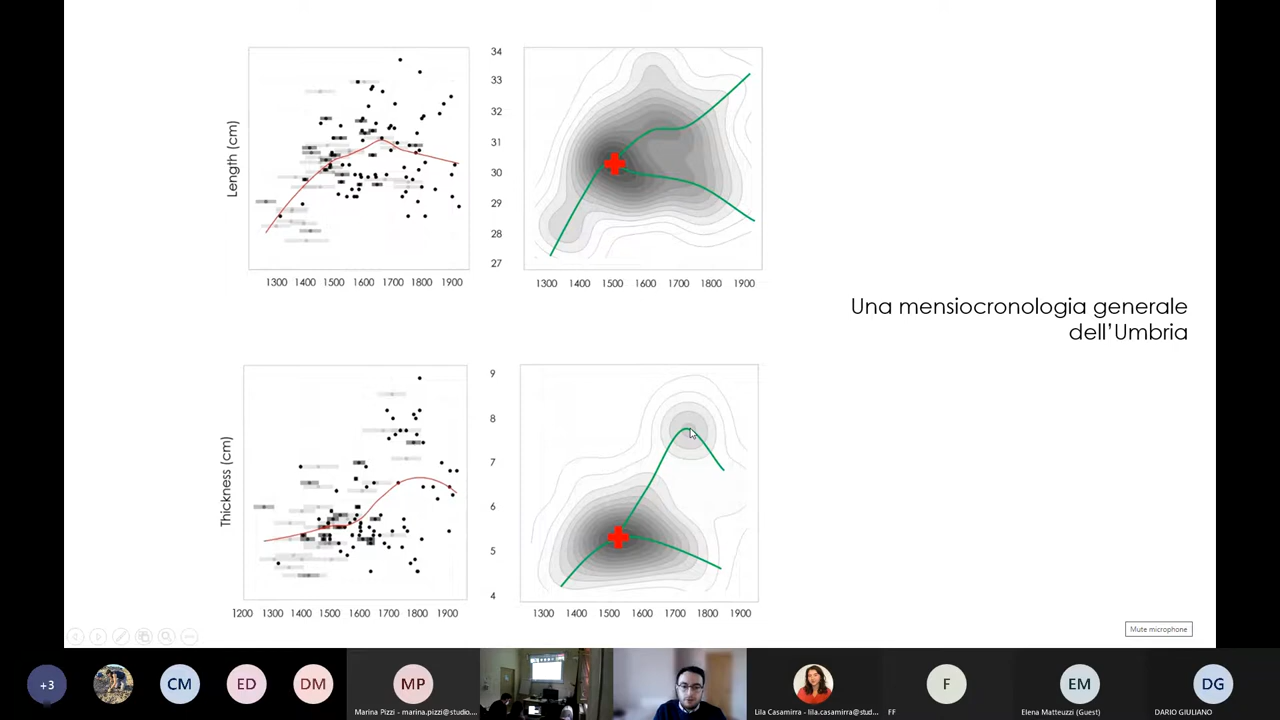 Length (cm)
34
33
32
31
30
29
28
27
1300 1400 1500 1600 1700 1800 1900
1300 1400 1500 1600 1700 1800 1900
Una mensiocronologia generale
dell'Umbria
Thickness (cm)
9
8
7
6
5
4
1200 1300 1400 1500 1600 1700 1800 1900
1300 1400 1500 1600 1700 1800 1900
Mute microphone
+3
CM
ED
DM
MP
F
EM
DG
Marina Pizzi - marina.pizzi@studio....
Lila Casamirra - lila.casamirra@stud...
FF
Elena Matteuzzi (Guest)
DARIO GIULIANO